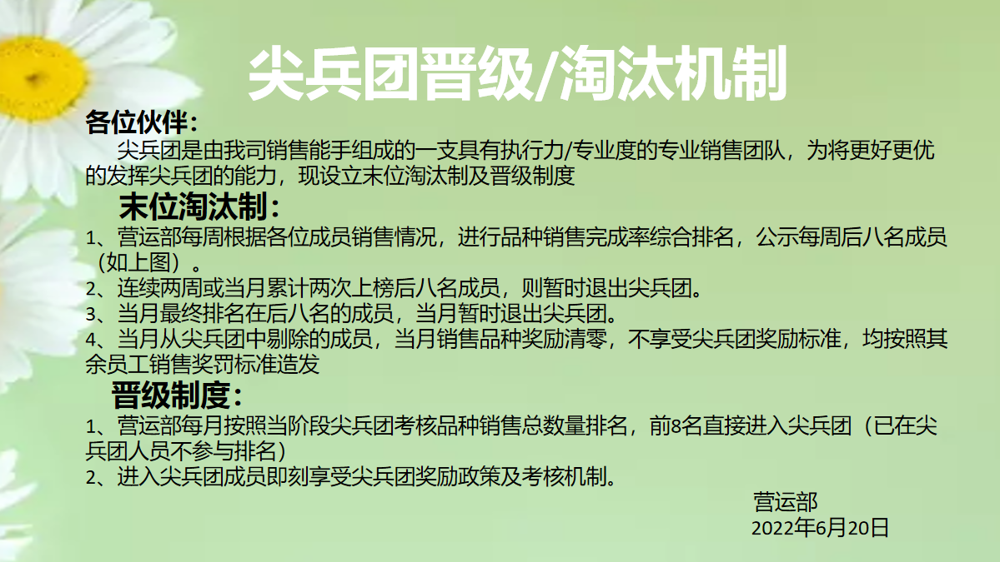 尖兵团晋级/淘汰机制
各位伙伴：
尖兵团是由我司销售能手组成的一支具有执行力/专业度的专业销售团队，为将更好更优
的发挥尖兵团的能力，现设立末位淘汰制及晋级制度
末位淘汰制：
1、营运部每周根据各位成员销售情况，进行品种销售完成率综合排名，公示每周后八名成员
（如上图）。
2、连续两周或当月累计两次上榜后八名成员，则暂时退出尖兵团。
3、当月最终排名在后八名的成员，当月暂时退出尖兵团。
4、当月从尖兵团中剔除的成员，当月销售品种奖励清零，不享受尖兵团奖励标准，均按照其
余员工销售奖罚标准造发
晋级制度：
1、营运部每月按照当阶段尖兵团考核品种销售总数量排名，前8名直接进入尖兵团（已在尖
兵团人员不参与排名）
2、进入尖兵团成员即刻享受尖兵团奖励政策及考核机制。
营运部
2022年6月20日